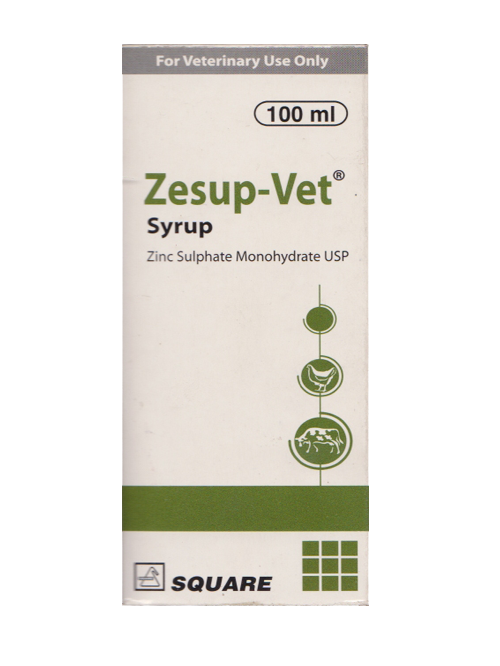 For Veterinary Use Only
100 ml
Zesup-Vet®
Syrup
Zinc Sulphate Monohydrate USP
SQUARE